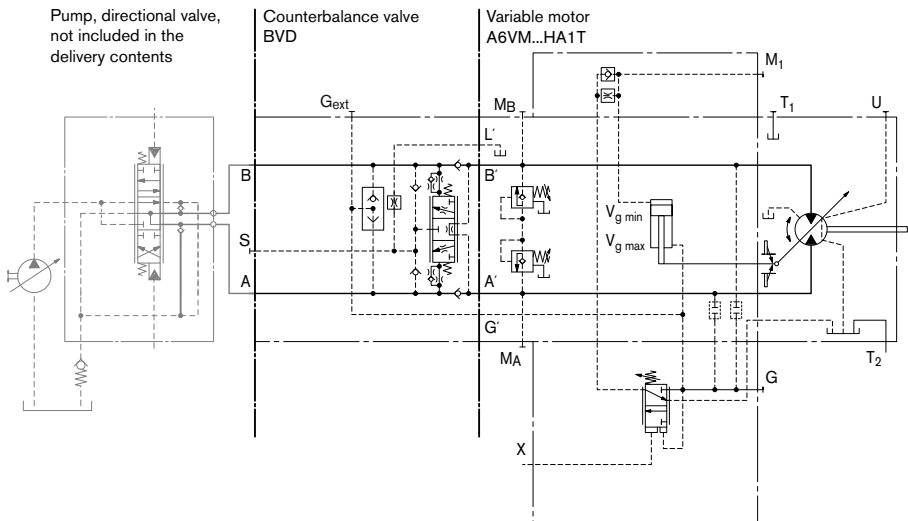 Pump, directional valve,
not included in the
delivery contents
Counterbalance valve
BVD
Variable motor
A6VM...HA1T
M1
Gext
MB
T1
U
L′
B
B′
Vg min
S
Vg max
A
A′
G′
MA
T2
G
X